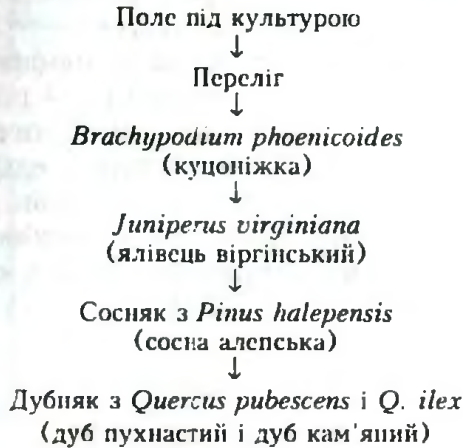 Поле під культурою
↓
Переліг
↓
Brachypodium phoenicoides
(куцоніжка)
↓
Juniperus virginiana
(ялівець віргінський)
↓
Сосняк з Pinus halepensis
(сосна алепська)
↓
Дубняк з Quercus pubescens і Q. ilex
(дуб пухнастий і дуб кам'яний)